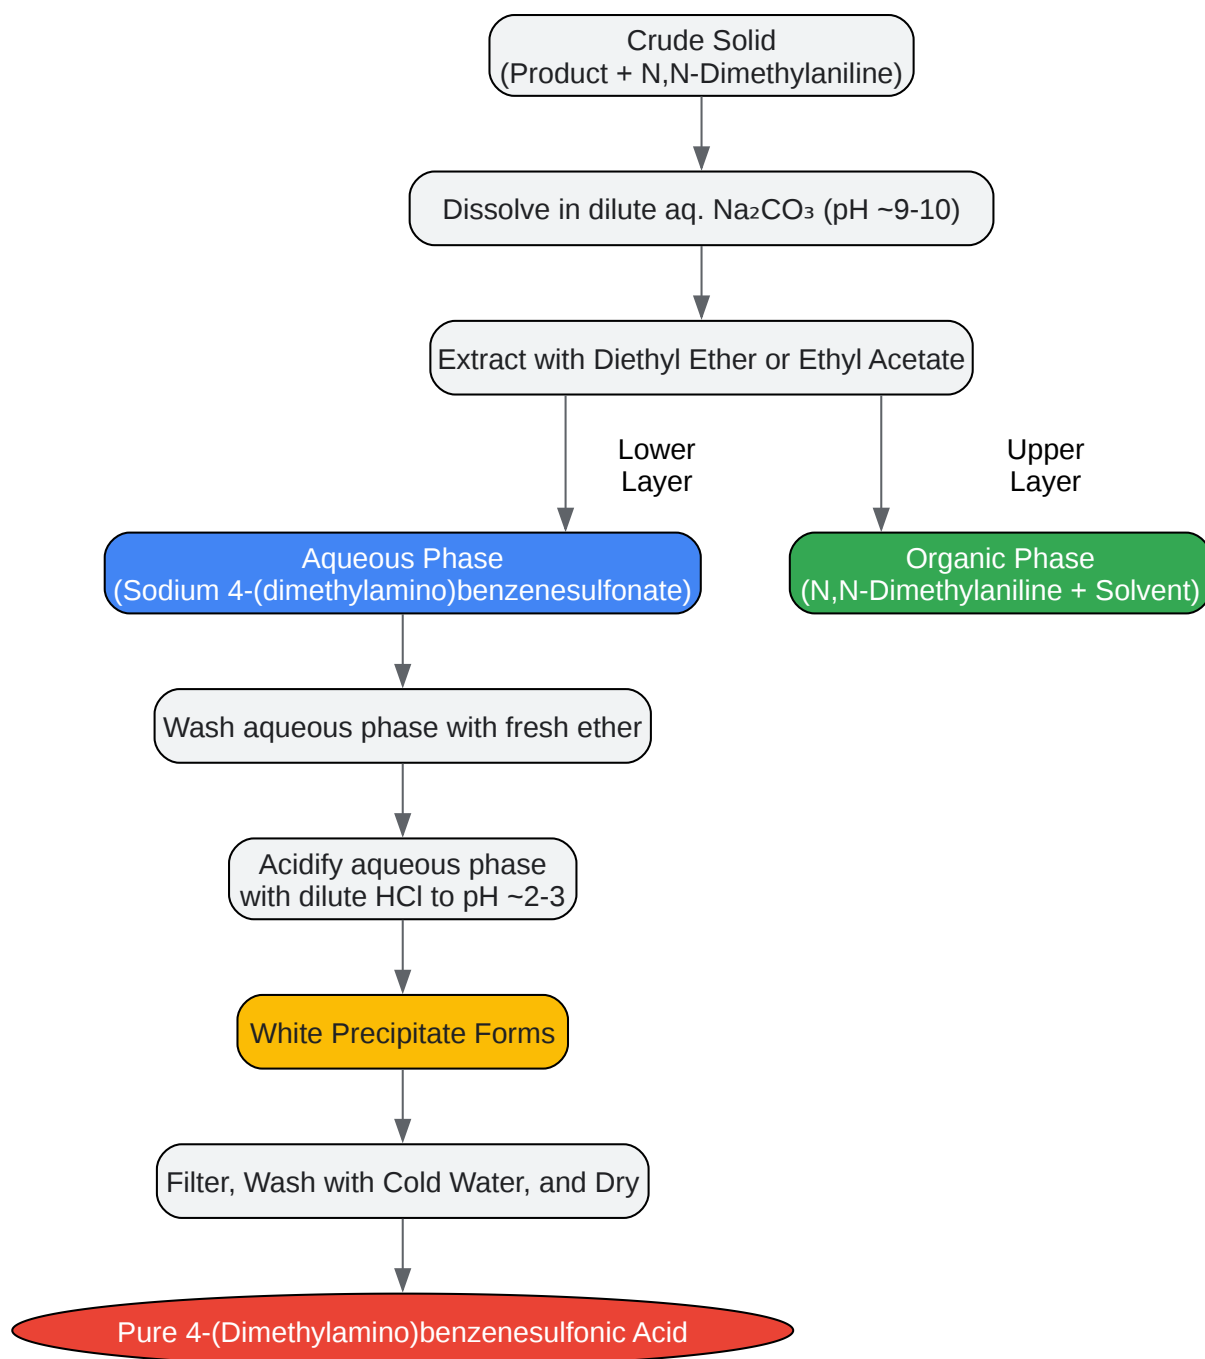 Crude Solid
(Product + N,N-Dimethylaniline)
Dissolve in dilute aq. Na₂CO₃ (pH ~9-10)
Extract with Diethyl Ether or Ethyl Acetate
Lower
Layer
Upper
Layer
Aqueous Phase
(Sodium 4-(dimethylamino)benzenesulfonate)
Organic Phase
(N,N-Dimethylaniline + Solvent)
Wash aqueous phase with fresh ether
Acidify aqueous phase
with dilute HCl to pH ~2-3
White Precipitate Forms
Filter, Wash with Cold Water, and Dry
Pure 4-(Dimethylamino)benzenesulfonic Acid